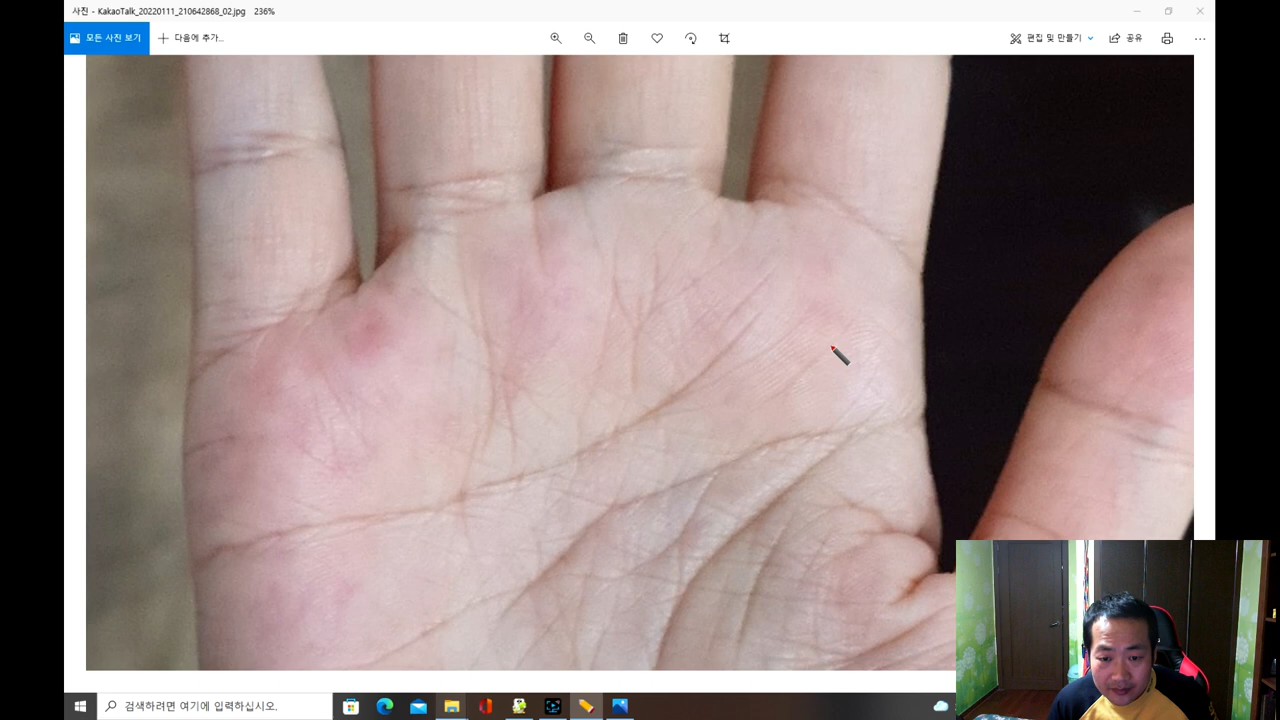 사진 - KakaoTalk_20220111_210642868_02.jpg 236%
모든 사진 보기 다음에 추가... 편집 및 만들기 공유
검색하려면 여기에 입력하십시오.